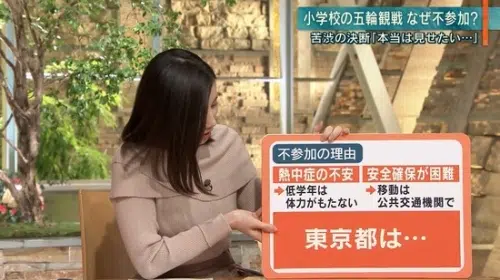 小学校の五輪観戦 なぜ不参加?
苦渋の決断「本当は見せたい…」
不参加の理由
熱中症の不安
➔低学年は
体力がもたない
安全確保が困難
➔移動は
公共交通機関で
東京都は…